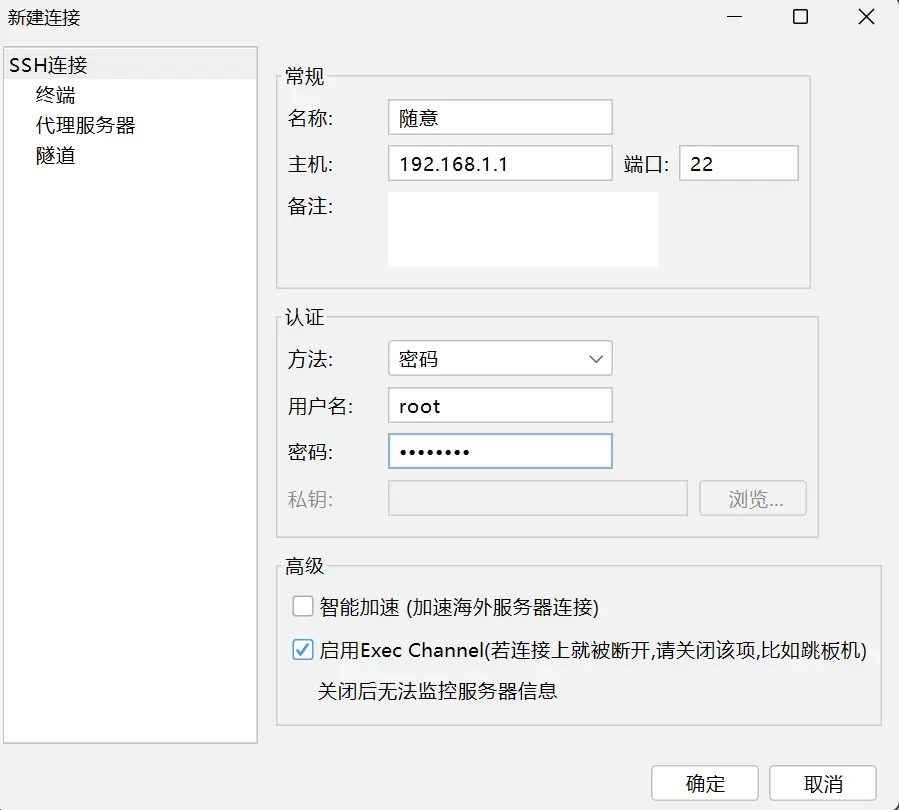 新建连接
SSH连接
终端
代理服务器
隧道
常规
名称: 随意
主机: 192.168.1.1 端口: 22
备注:
认证
方法: 密码
用户名: root
密码: ••••••••
私钥: 浏览...
高级
智能加速 (加速海外服务器连接)
启用Exec Channel(若连接上就被断开,请关闭该项,比如跳板机)
关闭后无法监控服务器信息
确定 取消